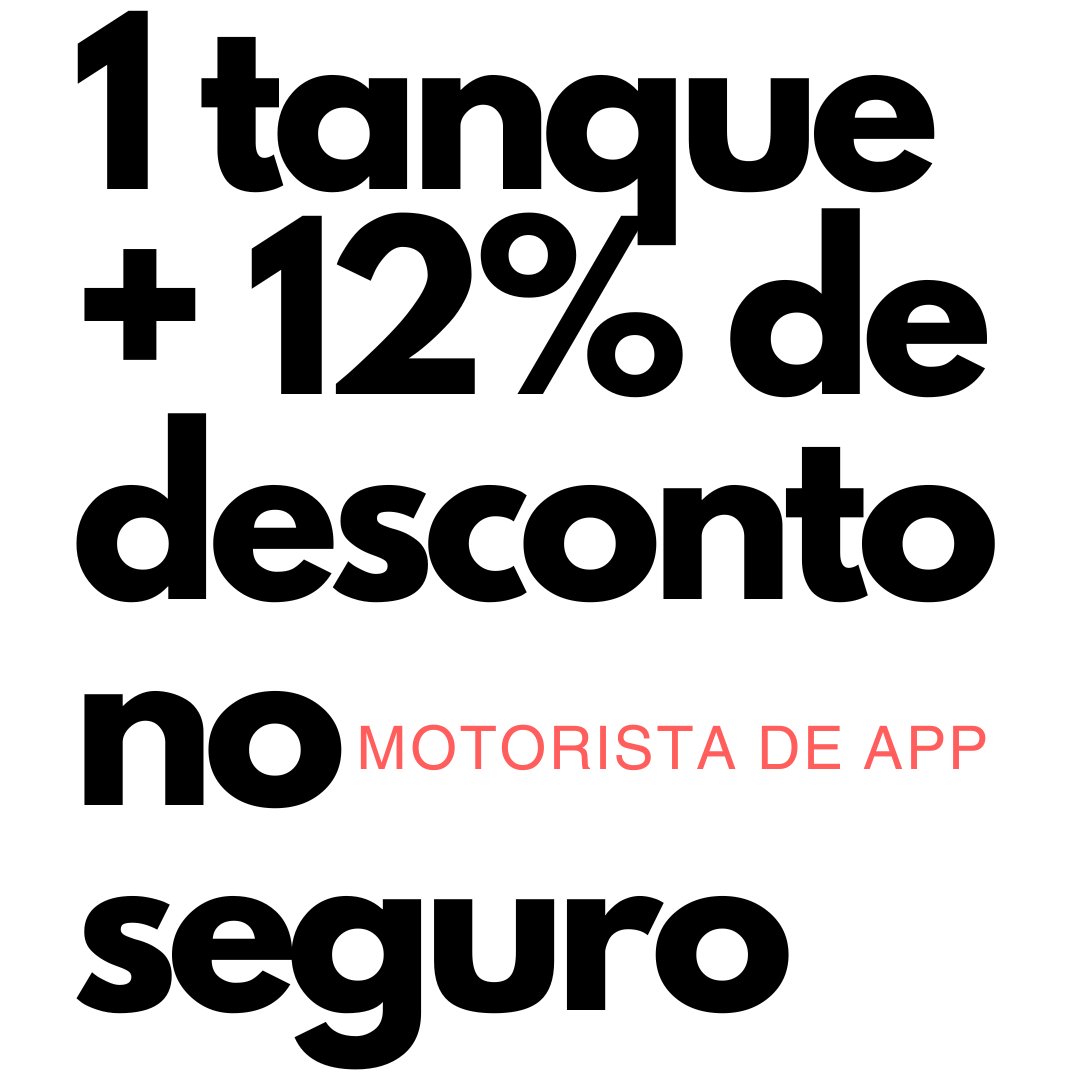 1 tanque
+ 12% de
desconto
no MOTORISTA DE APP
seguro